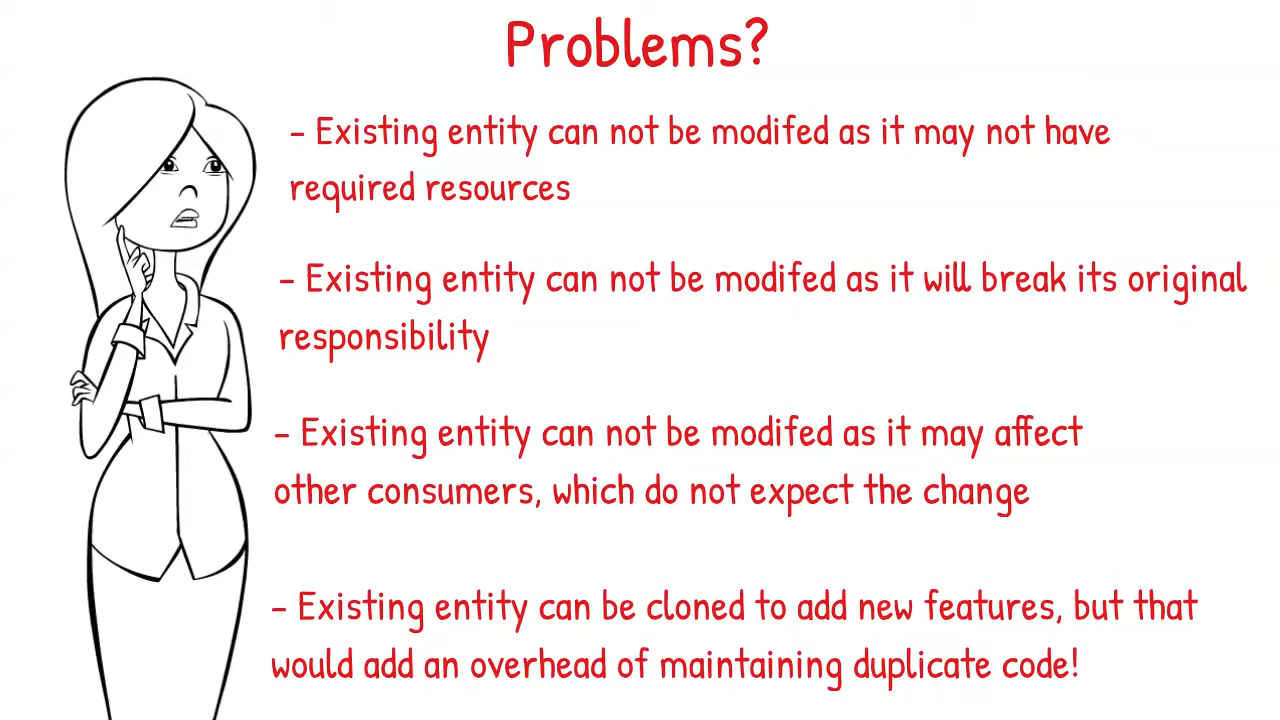 Problems?
- Existing entity can not be modifed as it may not have
required resources
- Existing entity can not be modifed as it will break its original
responsibility
- Existing entity can not be modifed as it may affect
other consumers, which do not expect the change
- Existing entity can be cloned to add new features, but that
would add an overhead of maintaining duplicate code!